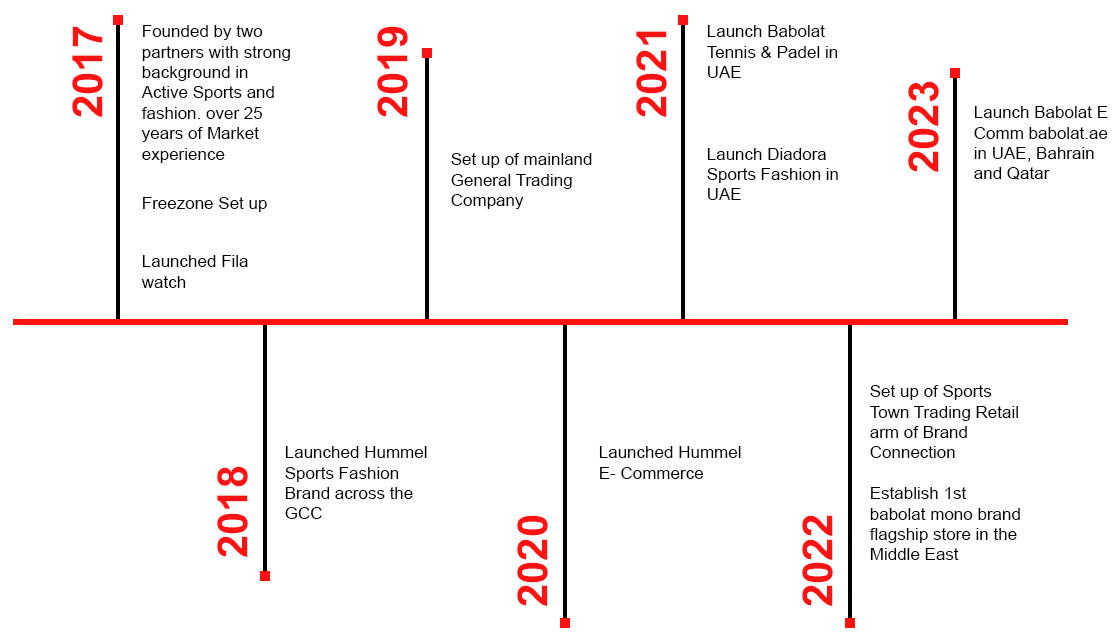 2017
Founded by two
partners with strong
background in
Active Sports and
fashion. over 25
years of Market
experience
Freezone Set up
Launched Fila
watch
2018
Launched Hummel
Sports Fashion
Brand across the
GCC
2019
Set up of mainland
General Trading
Company
2020
Launched Hummel
E- Commerce
2021
Launch Babolat
Tennis & Padel in
UAE
Launch Diadora
Sports Fashion in
UAE
2022
Set up of Sports
Town Trading Retail
arm of Brand
Connection
Establish 1st
babolat mono brand
flagship store in the
Middle East
2023
Launch Babolat E
Comm babolat.ae
in UAE, Bahrain
and Qatar